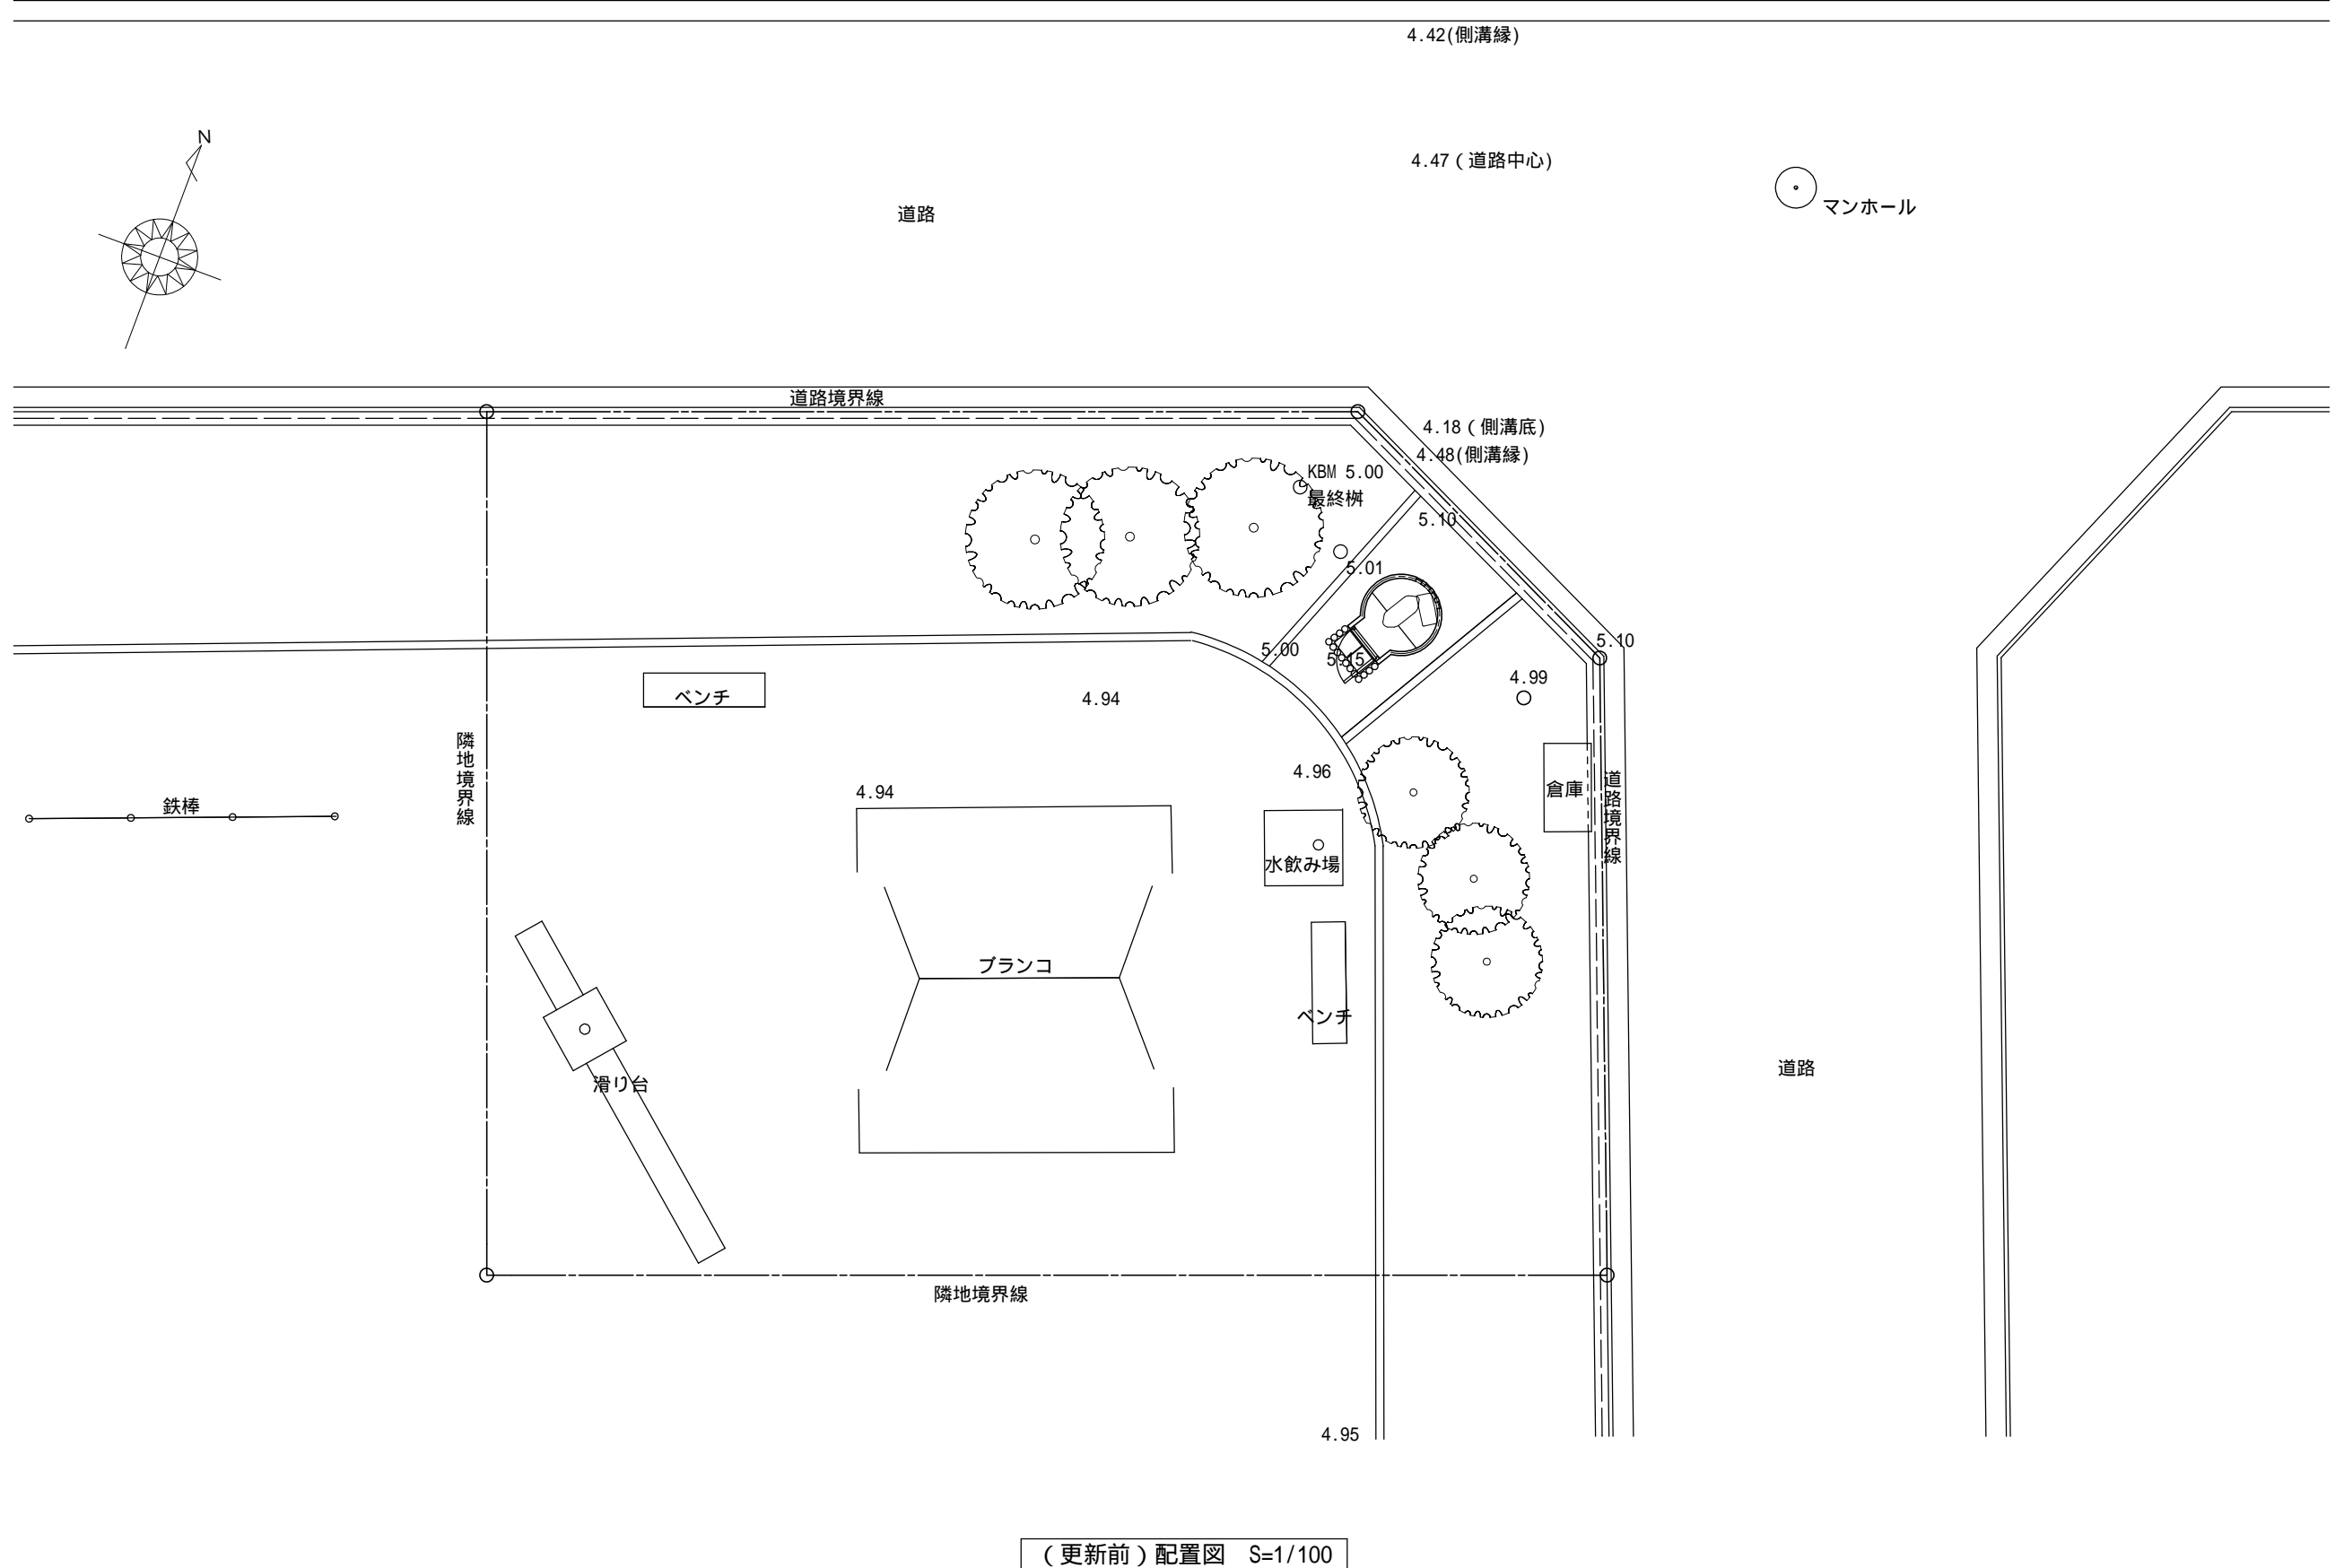 4.42(側溝縁)
N
4.47(道路中心)
道路
マンホール
道路境界線
4.18(側溝底)
4.48(側溝縁)
KBM 5.00
最終桝
5.10
5.01
5.00
5.15
5.10
4.99
ベンチ
4.94
隣地境界線
4.96
道路境界線
倉庫
4.94
鉄棒
水飲み場
ブランコ
ベンチ
道路
滑り台
隣地境界線
4.95
(更新前)配置図 S=1/100